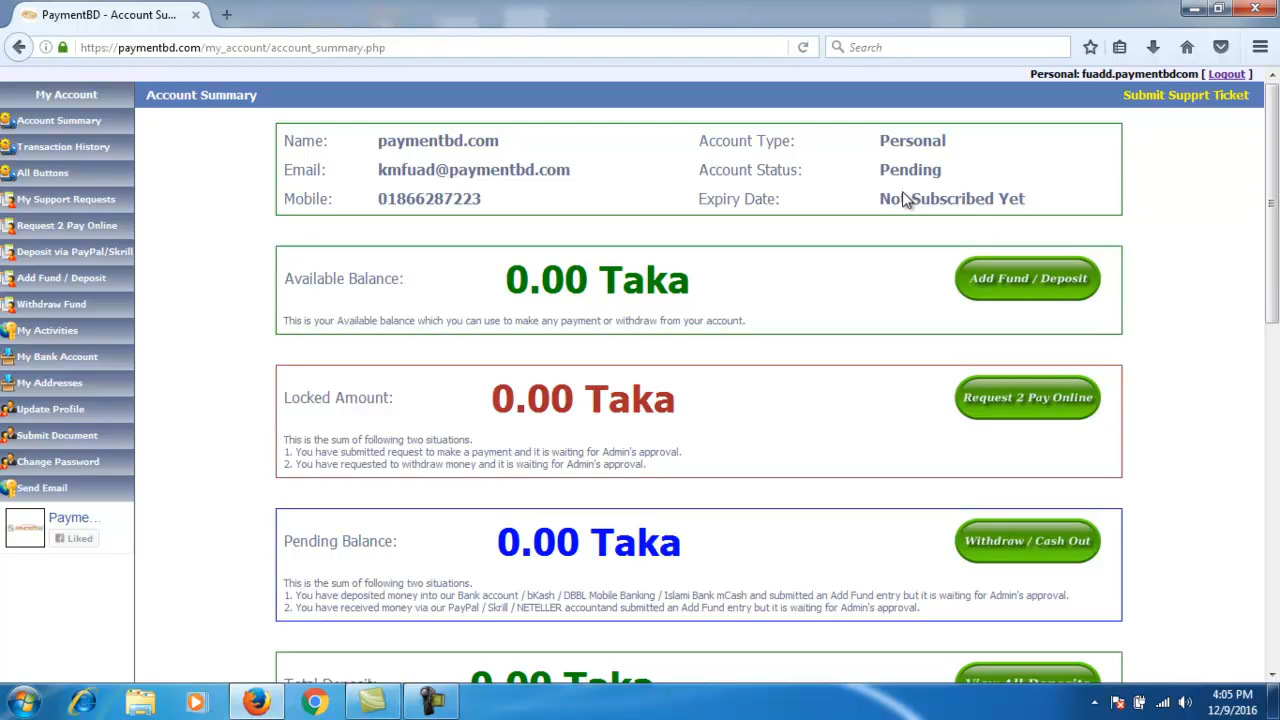 PaymentBD - Account Su...
https://paymentbd.com/my_account/account_summary.php
Search
Personal: fuadd.paymentbdcom [ Logout ]
My Account
Account Summary
Transaction History
All Buttons
My Support Requests
Request 2 Pay Online
Deposit via PayPal/Skrill
Add Fund / Deposit
Withdraw Fund
My Activities
My Bank Account
My Addresses
Update Profile
Submit Document
Change Password
Send Email
Payme...
Liked
Account Summary
Submit Supprt Ticket
Name: paymentbd.com Account Type: Personal
Email: kmfuad@paymentbd.com Account Status: Pending
Mobile: 01866287223 Expiry Date: Not Subscribed Yet
Available Balance: 0.00 Taka Add Fund / Deposit
This is your Available balance which you can use to make any payment or withdraw from your account.
Locked Amount: 0.00 Taka Request 2 Pay Online
This is the sum of following two situations.
1. You have submitted request to make a payment and it is waiting for Admin's approval.
2. You have requested to withdraw money and it is waiting for Admin's approval.
Pending Balance: 0.00 Taka Withdraw / Cash Out
This is the sum of following two situations.
1. You have deposited money into our Bank account / bKash / DBBL Mobile Banking / Islami Bank mCash and submitted an Add Fund entry but it is waiting for Admin's approval.
2. You have received money via our PayPal / Skrill / NETELLER accountand submitted an Add Fund entry but it is waiting for Admin's approval.
Total Deposit: 0.00 Taka View All Deposits
4:05 PM
12/9/2016